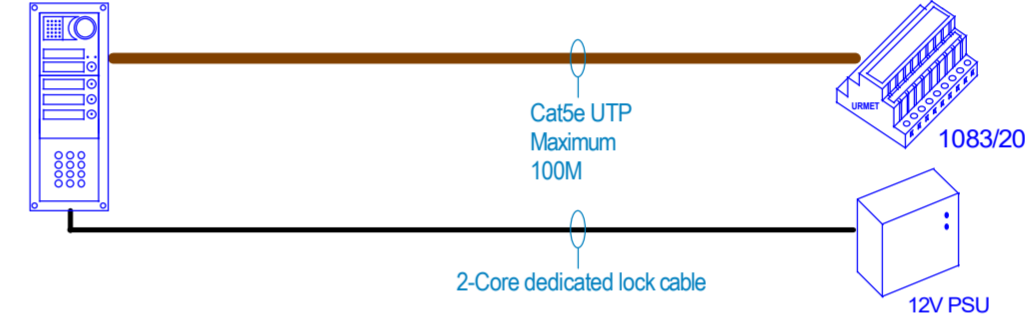 Cat5e UTP
Maximum
100M
URMET
1083/20
2-Core dedicated lock cable
12V PSU